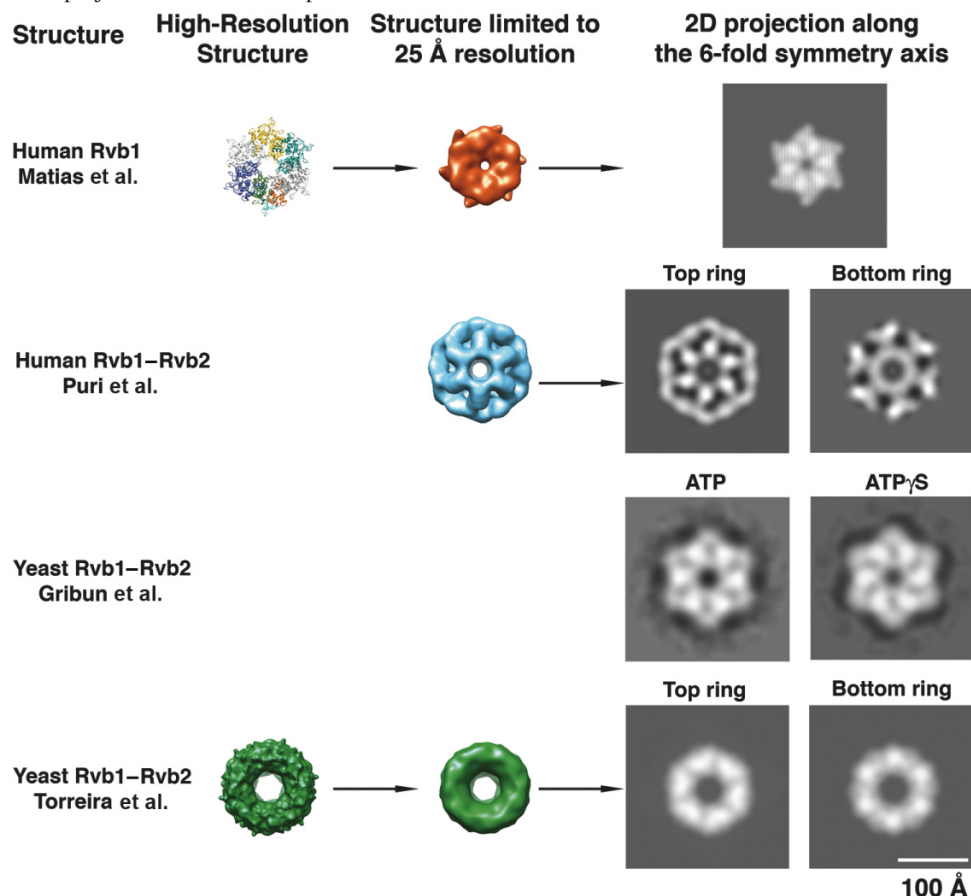 Structure
High-Resolution
Structure
Structure limited to
25 Å resolution
2D projection along
the 6-fold symmetry axis
Human Rvb1
Matias et al.
Top ring
Bottom ring
Human Rvb1–Rvb2
Puri et al.
ATP
ATPγS
Yeast Rvb1–Rvb2
Gribun et al.
Top ring
Bottom ring
Yeast Rvb1–Rvb2
Torreira et al.
100 Å